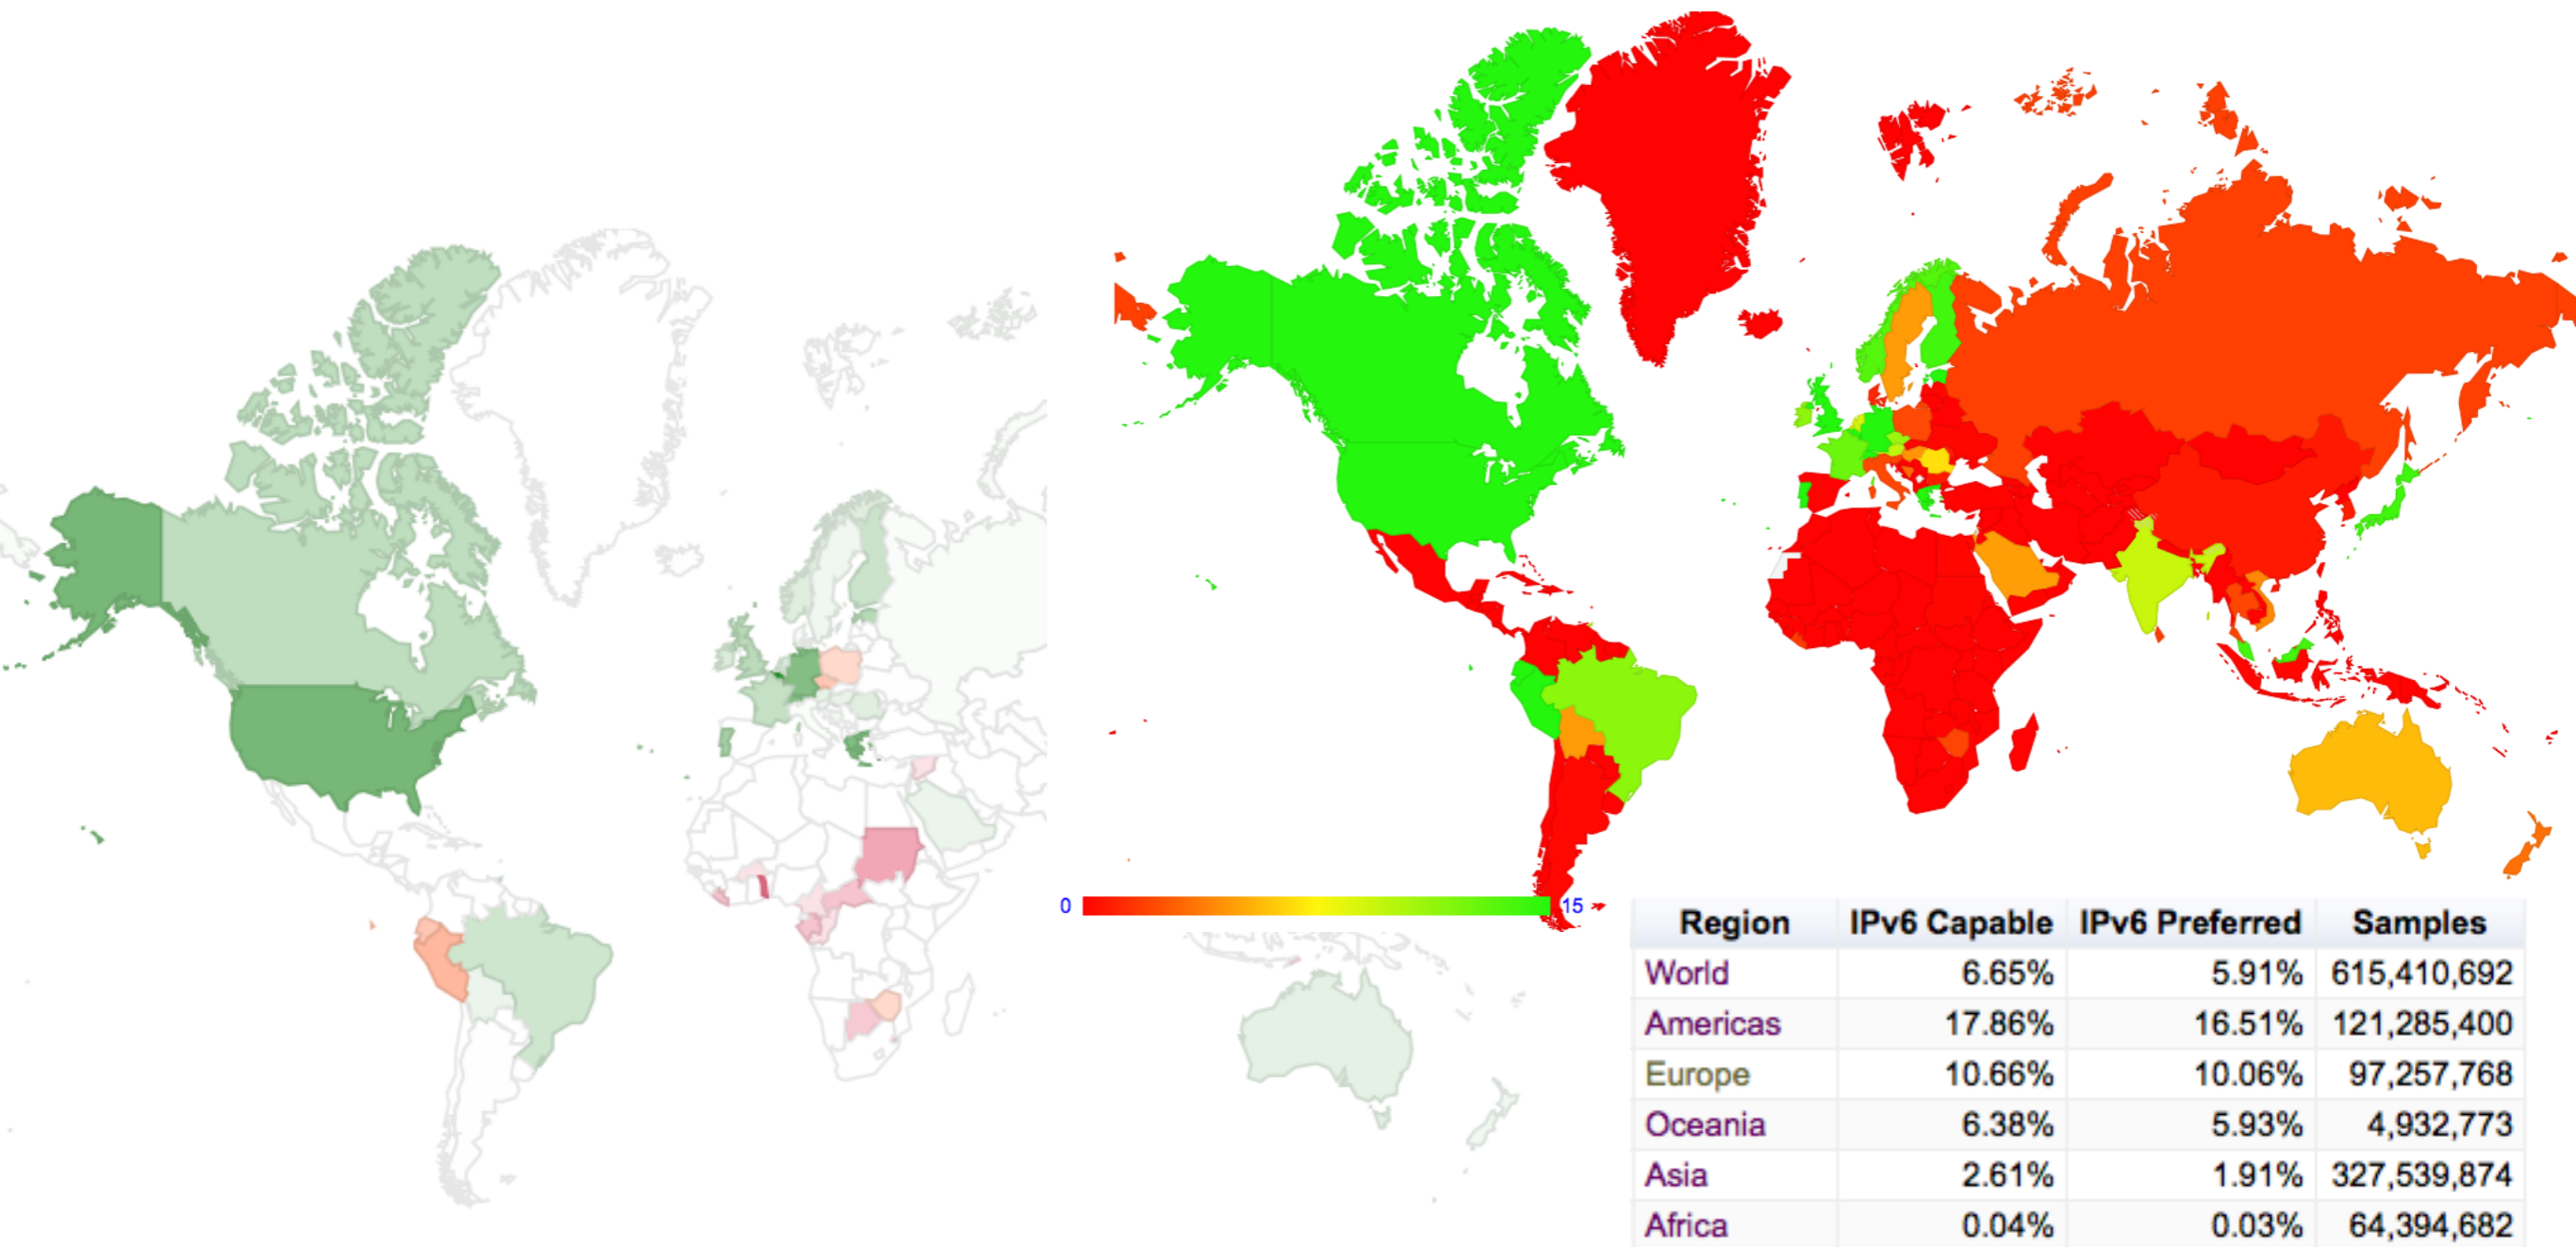 0 15
Region IPv6 Capable IPv6 Preferred Samples
World 6.65% 5.91% 615,410,692
Americas 17.86% 16.51% 121,285,400
Europe 10.66% 10.06% 97,257,768
Oceania 6.38% 5.93% 4,932,773
Asia 2.61% 1.91% 327,539,874
Africa 0.04% 0.03% 64,394,682